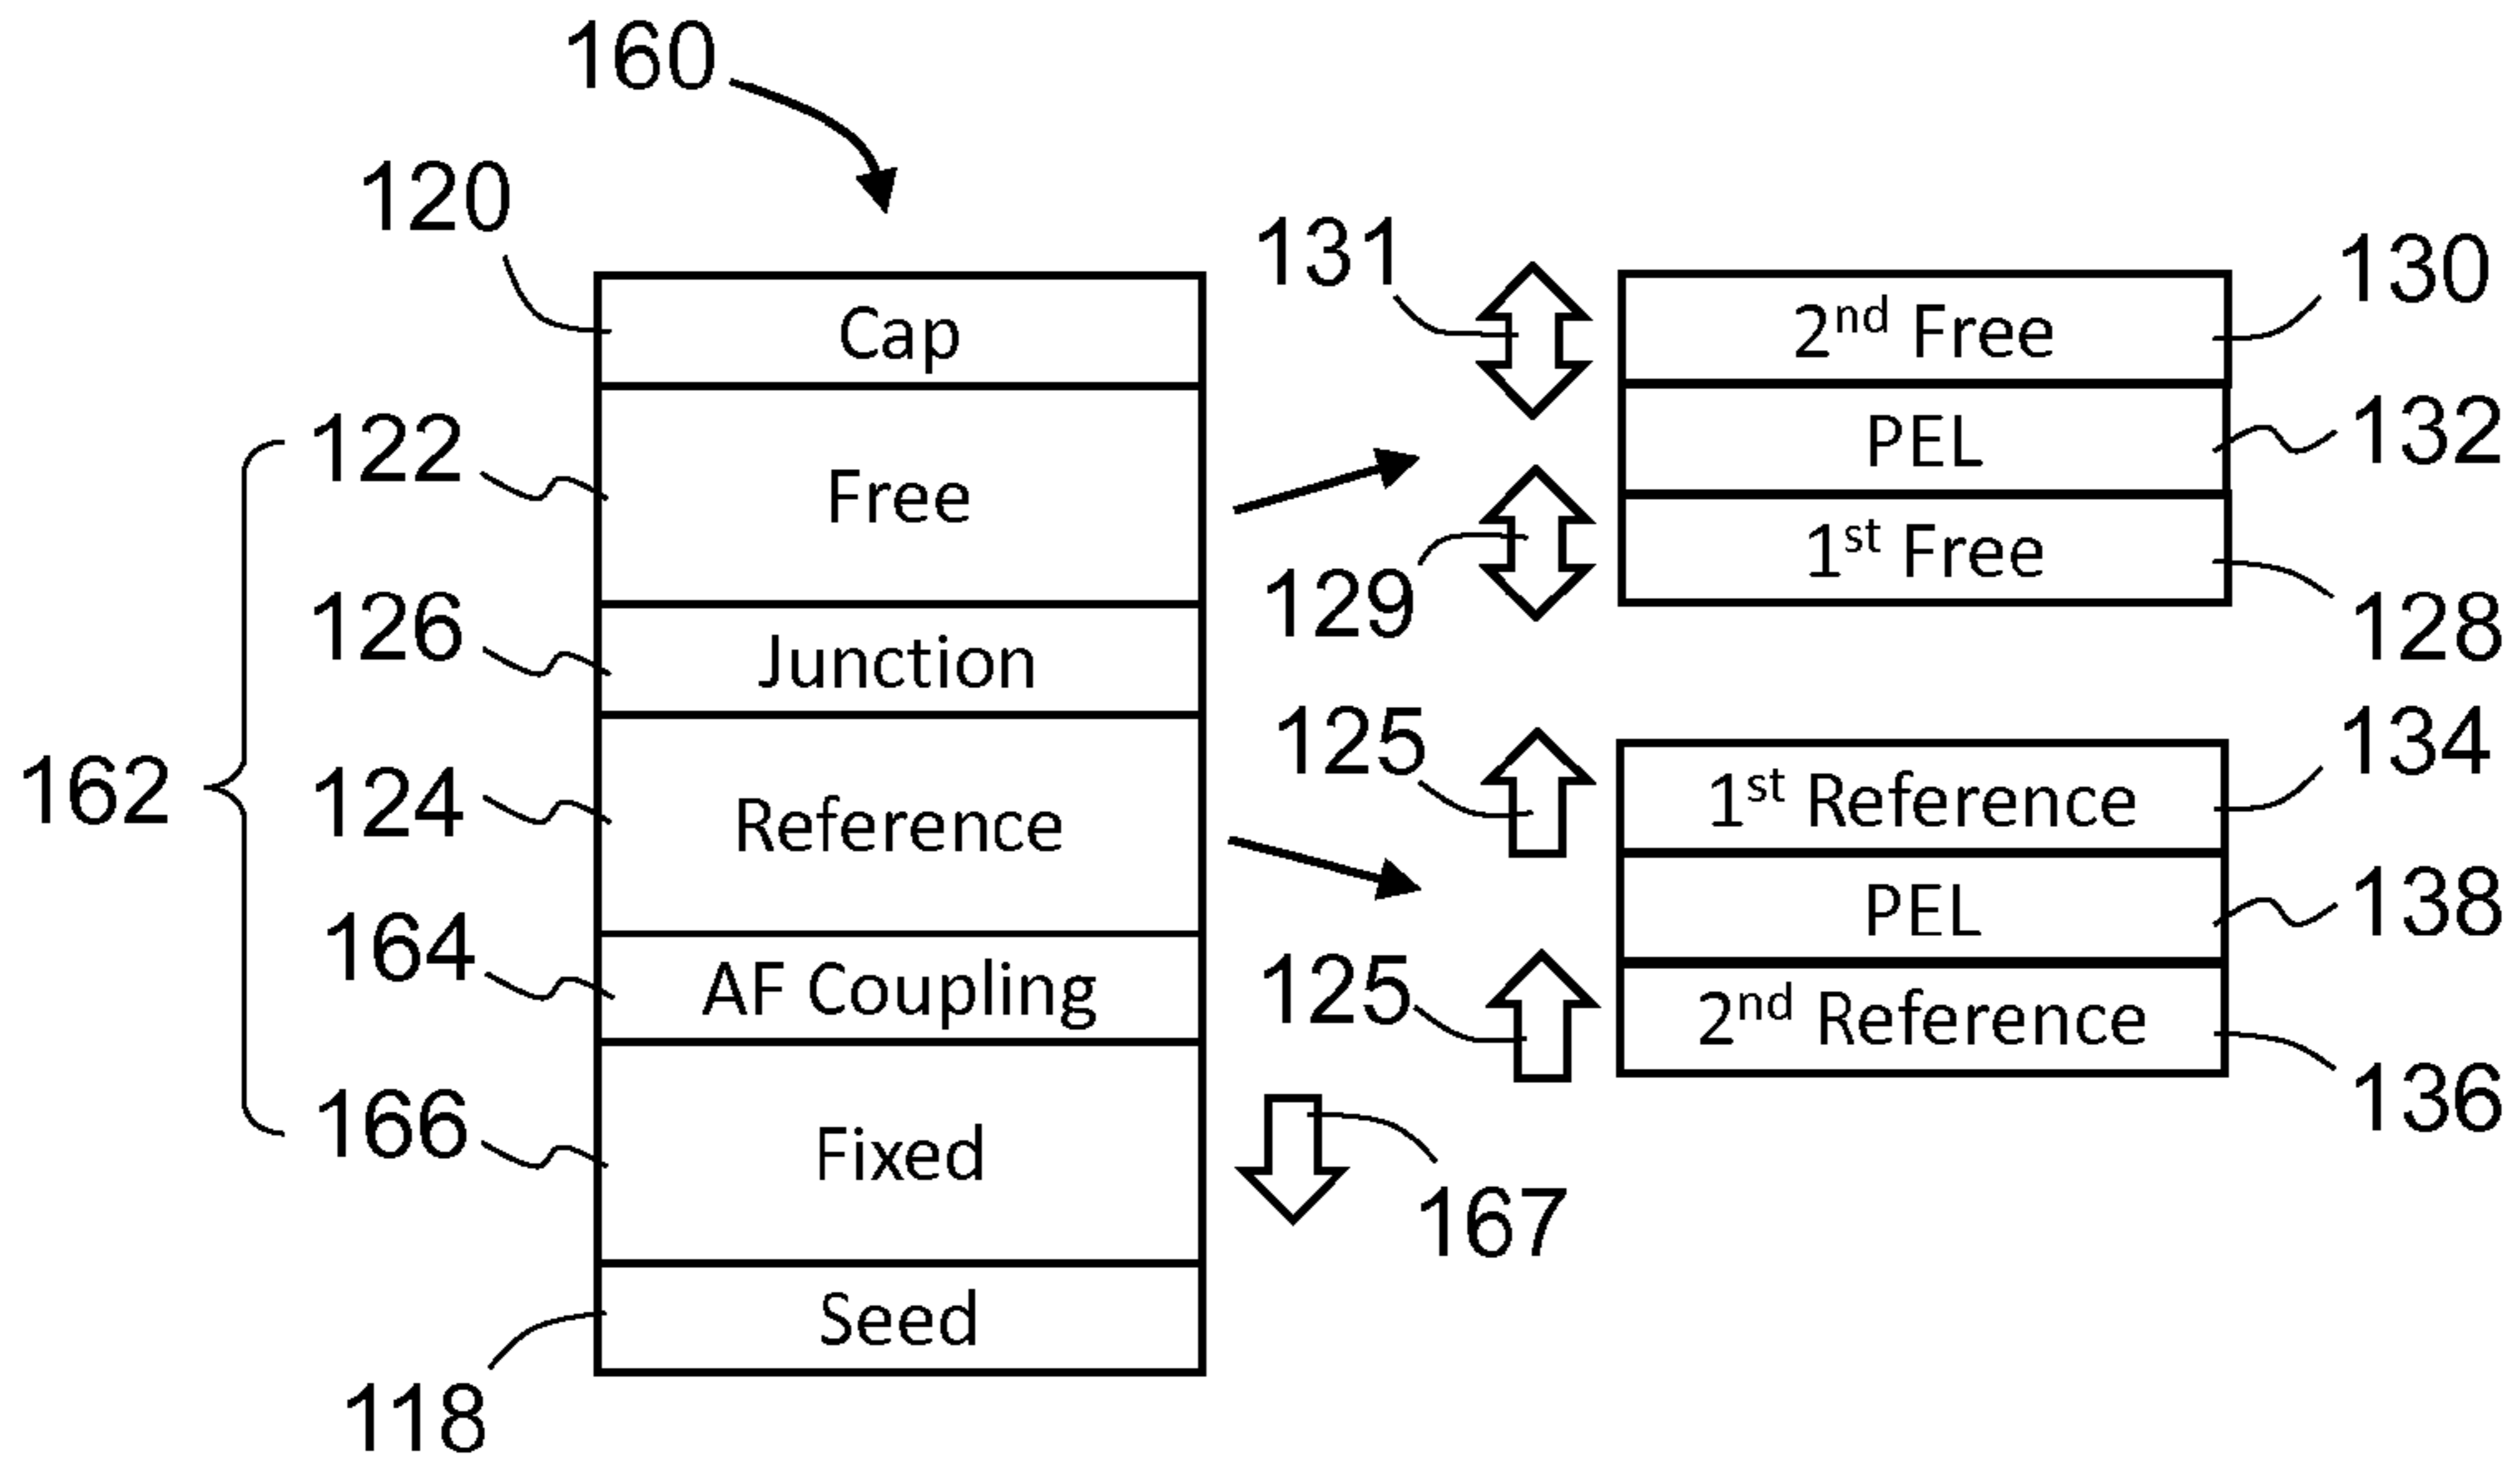 160
120
Cap
122
Free
126
Junction
162
124
Reference
164
AF Coupling
166
Fixed
118
Seed
131
2nd Free
130
PEL
132
129
1st Free
128
125
1st Reference
134
PEL
138
125
2nd Reference
136
167